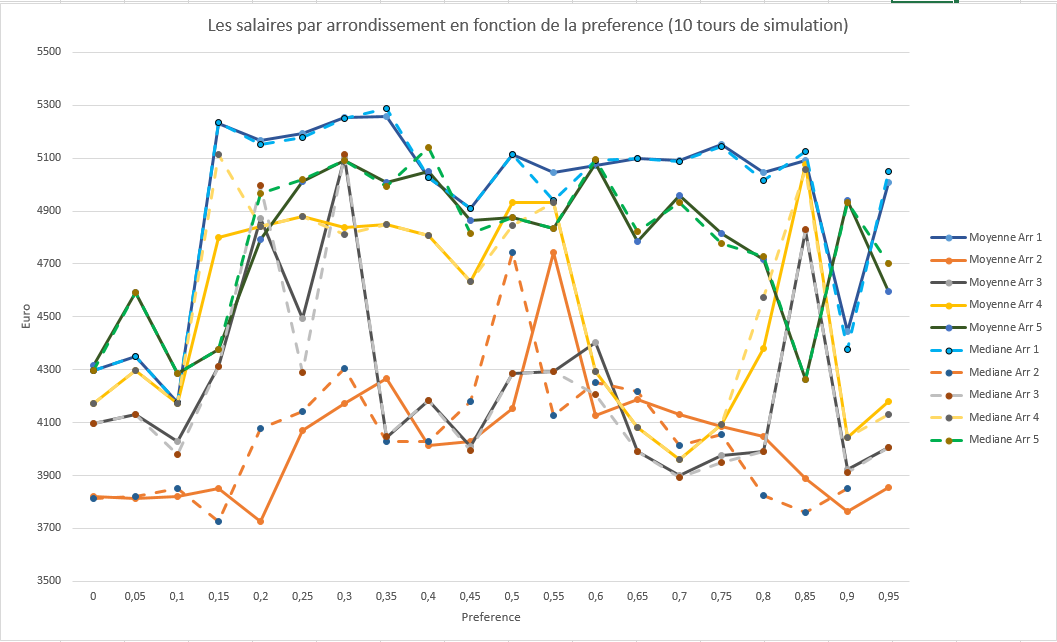 Les salaires par arrondissement en fonction de la preference (10 tours de simulation)
5500
5300
5100
4900
4700
4500
4300
4100
3900
3700
3500
Euro
0 0,05 0,1 0,15 0,2 0,25 0,3 0,35 0,4 0,45 0,5 0,55 0,6 0,65 0,7 0,75 0,8 0,85 0,9 0,95
Preference
Moyenne Arr 1
Moyenne Arr 2
Moyenne Arr 3
Moyenne Arr 4
Moyenne Arr 5
Mediane Arr 1
Mediane Arr 2
Mediane Arr 3
Mediane Arr 4
Mediane Arr 5